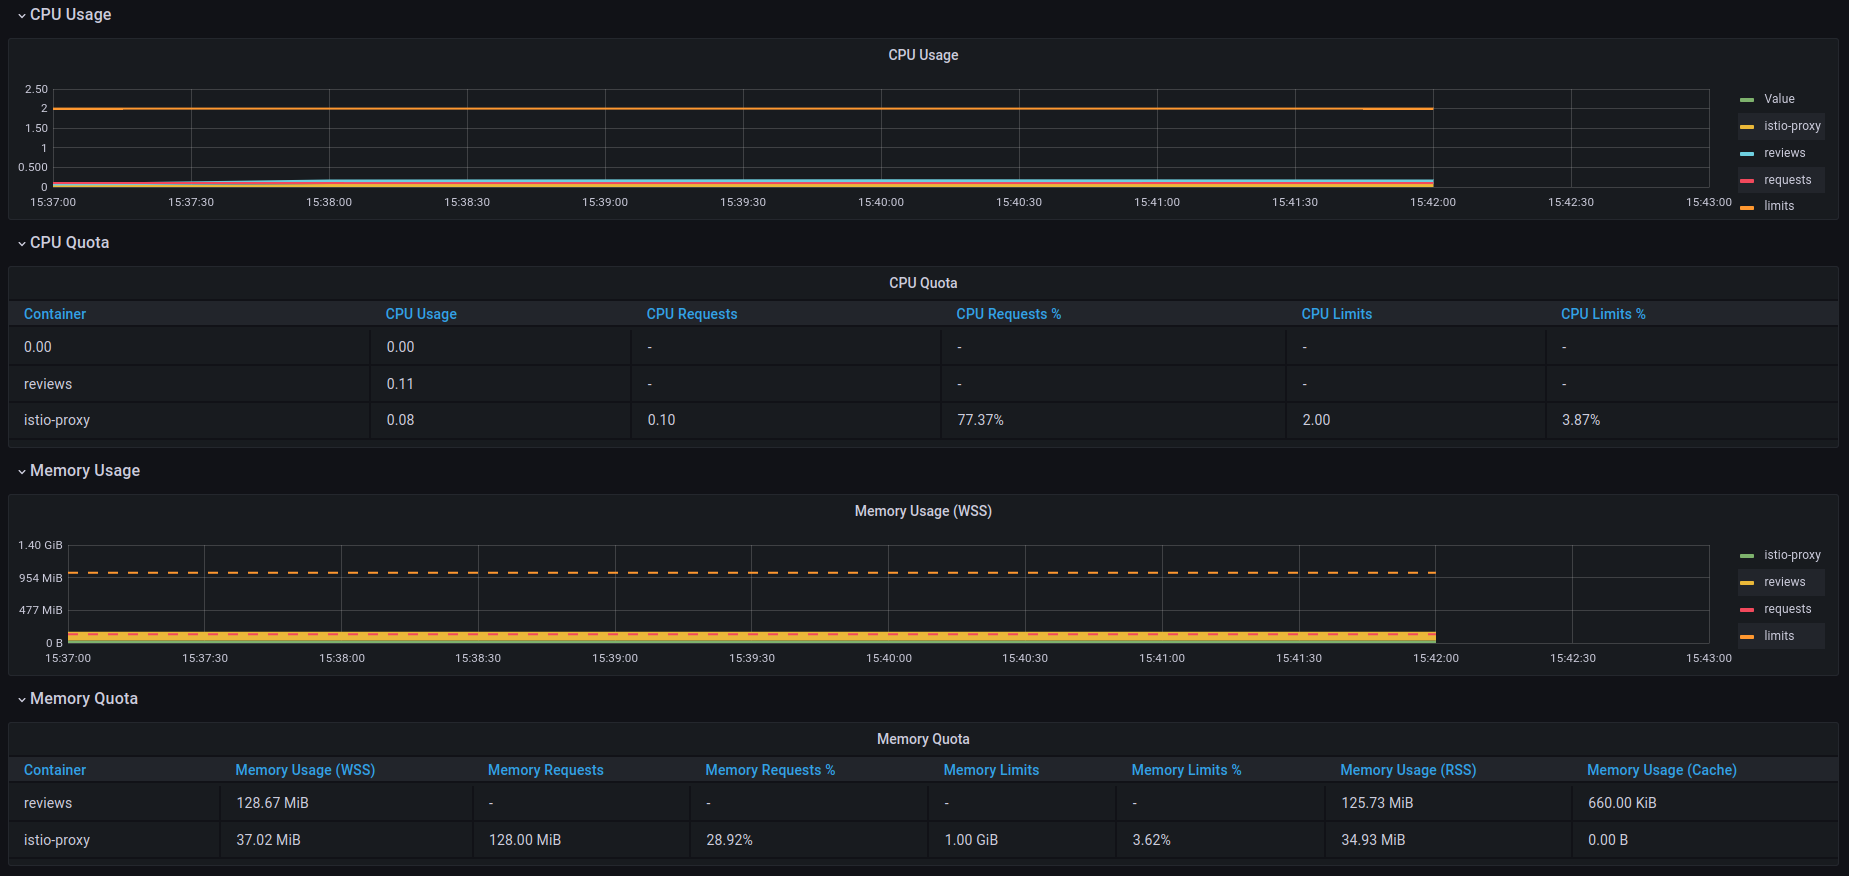 CPU Usage
CPU Usage
2.50
2
1.50
1
0.500
0
15:37:00 15:37:30 15:38:00 15:38:30 15:39:00 15:39:30 15:40:00 15:40:30 15:41:00 15:41:30 15:42:00 15:42:30 15:43:00
Value
istio-proxy
reviews
requests
limits
CPU Quota
CPU Quota
Container CPU Usage CPU Requests CPU Requests % CPU Limits CPU Limits %
0.00 0.00 - - - -
reviews 0.11 - - - -
istio-proxy 0.08 0.10 77.37% 2.00 3.87%
Memory Usage
Memory Usage (WSS)
1.40 GiB
954 MiB
477 MiB
0 B
15:37:00 15:37:30 15:38:00 15:38:30 15:39:00 15:39:30 15:40:00 15:40:30 15:41:00 15:41:30 15:42:00 15:42:30 15:43:00
istio-proxy
reviews
requests
limits
Memory Quota
Memory Quota
Container Memory Usage (WSS) Memory Requests Memory Requests % Memory Limits Memory Limits % Memory Usage (RSS) Memory Usage (Cache)
reviews 128.67 MiB - - - - 125.73 MiB 660.00 KiB
istio-proxy 37.02 MiB 128.00 MiB 28.92% 1.00 GiB 3.62% 34.93 MiB 0.00 B